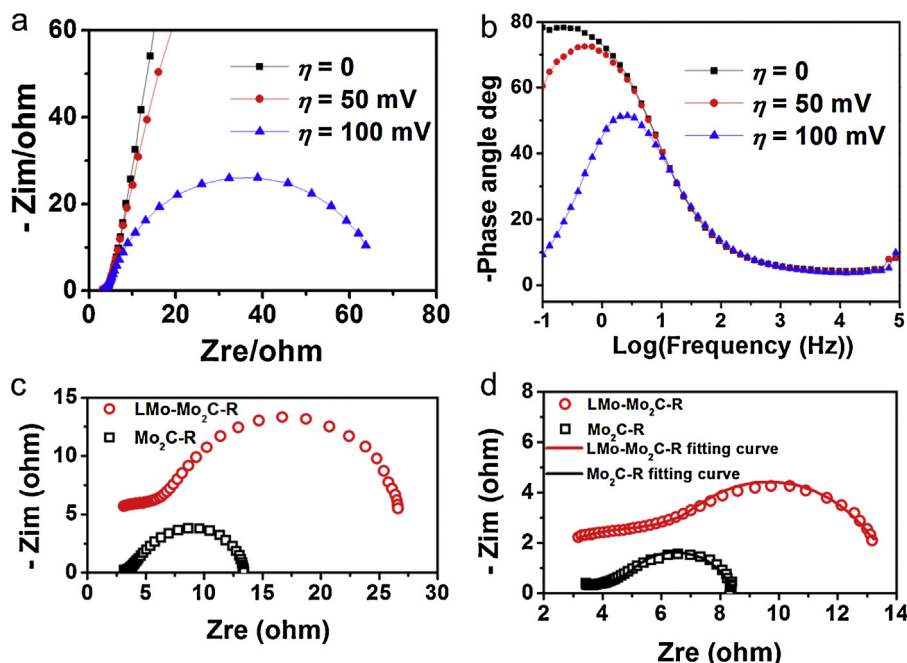 a
60
40
20
0
- Zim/ohm
η = 0
η = 50 mV
η = 100 mV
0 20 40 60 80
Zre/ohm
b
80
60
40
20
0
-Phase angle deg
η = 0
η = 50 mV
η = 100 mV
-1 0 1 2 3 4 5
Log(Frequency (Hz))
c
15
10
5
0
- Zim (ohm)
LMo-Mo₂C-R
Mo₂C-R
0 5 10 15 20 25 30
Zre (ohm)
d
8
6
4
2
0
- Zim (ohm)
LMo-Mo₂C-R
Mo₂C-R
LMo-Mo₂C-R fitting curve
Mo₂C-R fitting curve
2 4 6 8 10 12 14
Zre (ohm)